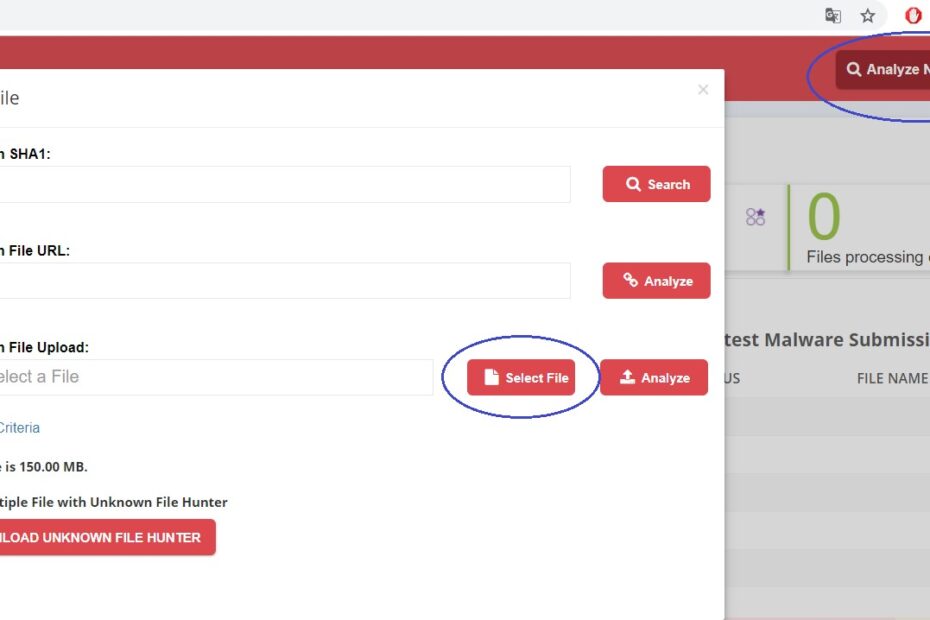 Analyze N
ile
n SHA1:
Search
n File URL:
Analyze
0
Files processing
n File Upload:
elect a File
Select File
Analyze
test Malware Submissi
US
FILE NAME
Criteria
e is 150.00 MB.
tiple File with Unknown File Hunter
NLOAD UNKNOWN FILE HUNTER